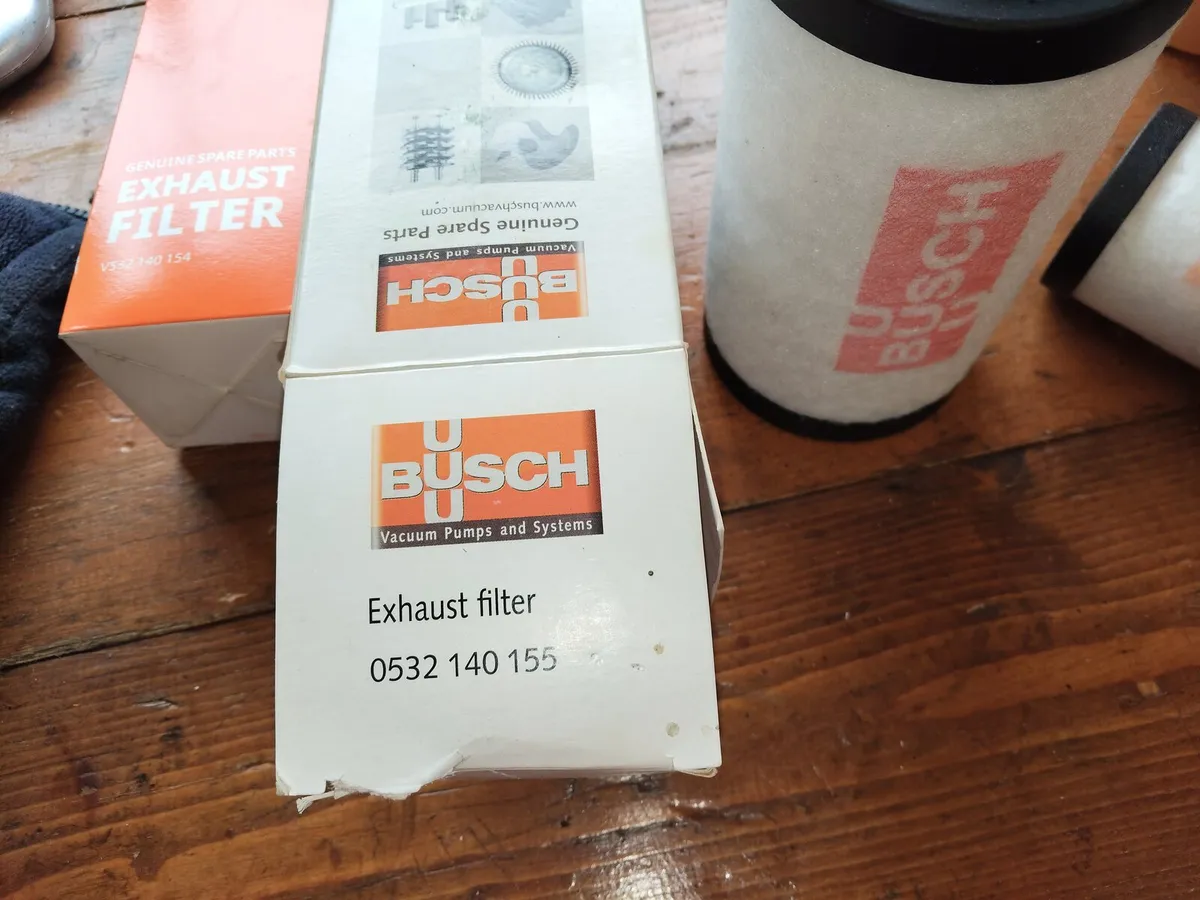 GENUINE SPARE PARTS
EXHAUST
FILTER
V532 140 154
www.buschvacuum.com
Genuine Spare Parts
Vacuum Pumps and Systems
BUSCH
U
U
U
BUSCH
U
Vacuum Pumps and Systems
Exhaust filter
0532 140 155
U
BUSCH
U